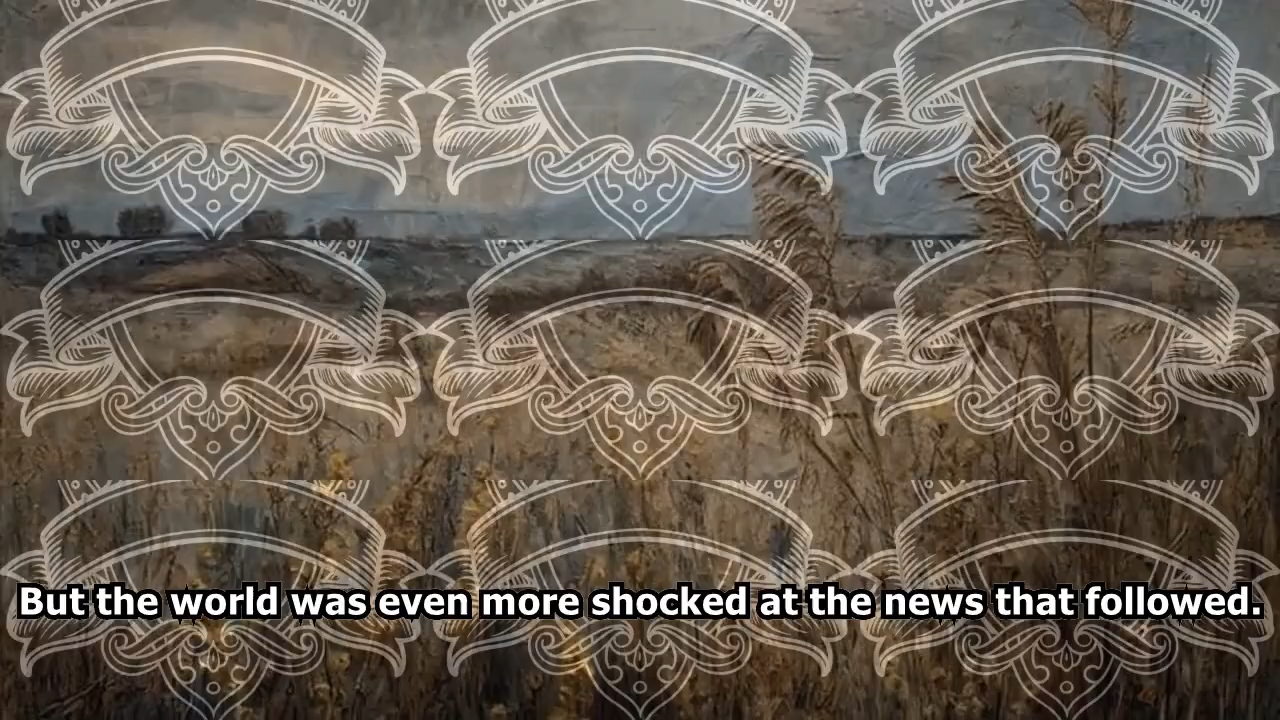 But the world was even more shocked at the news that followed.